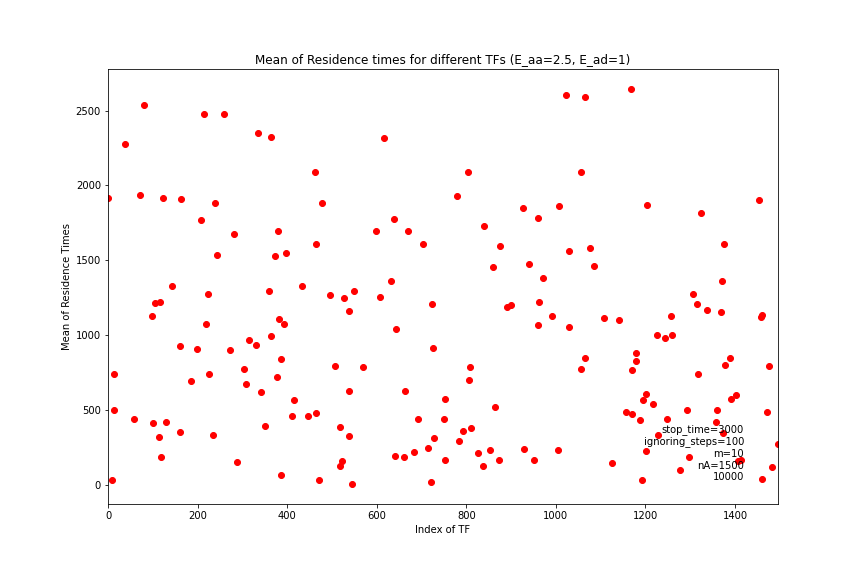 Mean of Residence times for different TFs (E_aa=2.5, E_ad=1)
2500
2000
1500
1000
500
0
Mean of Residence Times
stop_time=3000
ignoring_steps=100
m=10
nA=1500
10000
0 200 400 600 800 1000 1200 1400
Index of TF